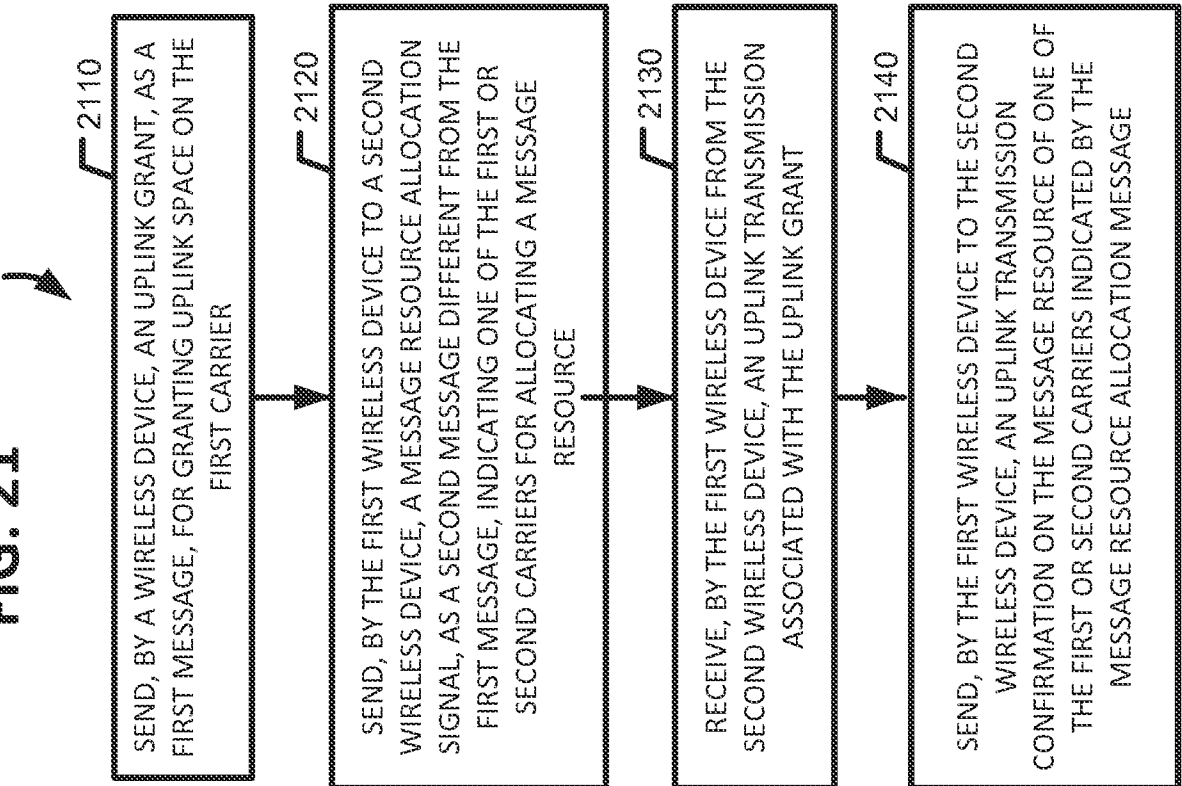 FIG. 21
2110
SEND, BY A WIRELESS DEVICE, AN UPLINK GRANT, AS A
FIRST MESSAGE, FOR GRANTING UPLINK SPACE ON THE
FIRST CARRIER
2120
SEND, BY THE FIRST WIRELESS DEVICE TO A SECOND
WIRELESS DEVICE, A MESSAGE RESOURCE ALLOCATION
SIGNAL, AS A SECOND MESSAGE DIFFERENT FROM THE
FIRST MESSAGE, INDICATING ONE OF THE FIRST OR
SECOND CARRIERS FOR ALLOCATING A MESSAGE
RESOURCE
2130
RECEIVE, BY THE FIRST WIRELESS DEVICE FROM THE
SECOND WIRELESS DEVICE, AN UPLINK TRANSMISSION
ASSOCIATED WITH THE UPLINK GRANT
2140
SEND, BY THE FIRST WIRELESS DEVICE TO THE SECOND
WIRELESS DEVICE, AN UPLINK TRANSMISSION
CONFIRMATION ON THE MESSAGE RESOURCE OF ONE OF
THE FIRST OR SECOND CARRIERS INDICATED BY THE
MESSAGE RESOURCE ALLOCATION MESSAGE